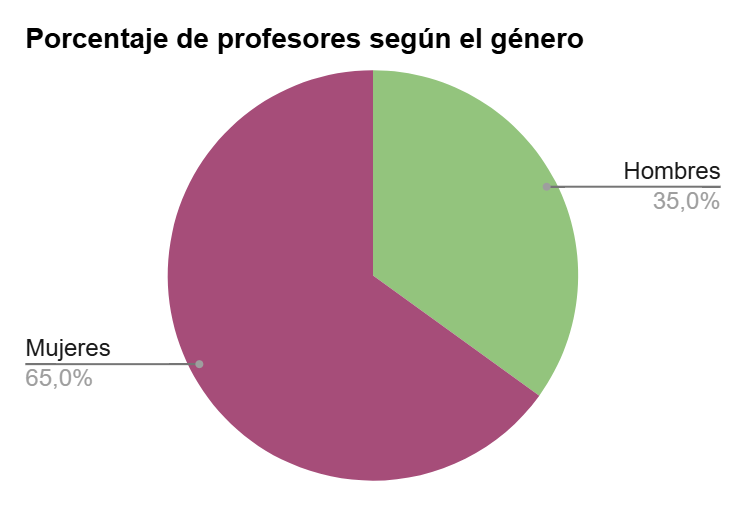 Porcentaje de profesores según el género
Hombres
35,0%
Mujeres
65,0%